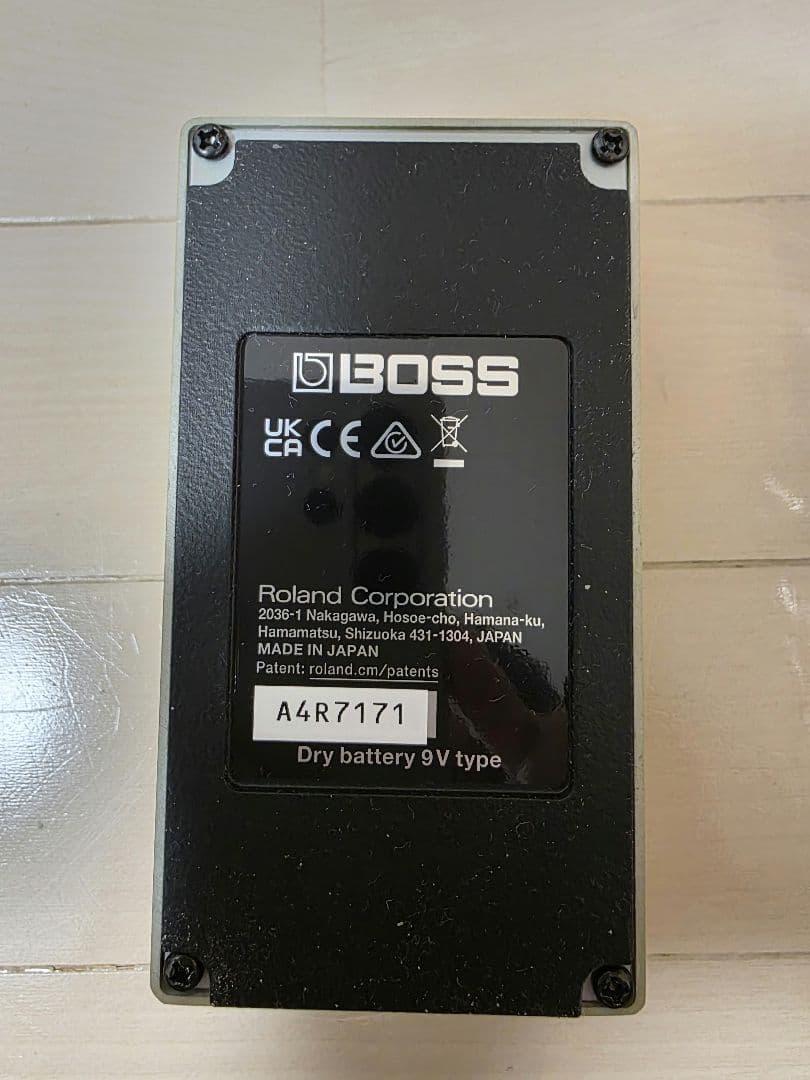 BOSS
UK
CA CE
Roland Corporation
2036-1 Nakagawa, Hosoe-cho, Hamana-ku,
Hamamatsu, Shizuoka 431-1304, JAPAN
MADE IN JAPAN
Patent: roland.cm/patents
A4R7171
Dry battery 9V type